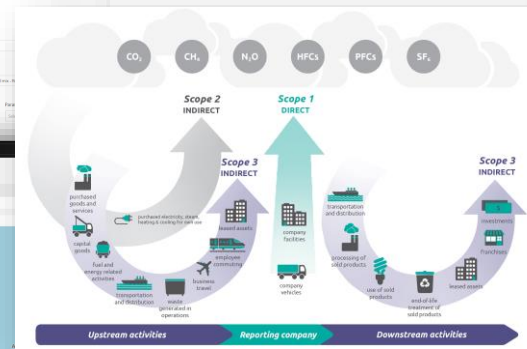 CO₂ CH₄ N₂O HFCs PFCs SF₆
Scope 2
INDIRECT
Scope 1
DIRECT
Scope 3
INDIRECT
Scope 3
INDIRECT
purchased
goods and
services
capital
goods
fuel and
energy related
activities
transportation
and distribution
waste
generated in
operations
business
travel
employee
commuting
leased assets
purchased electricity, steam,
heating & cooling for own use
company
facilities
company
vehicles
transportation
and distribution
processing of
sold products
use of sold
products
end of life
treatment of
sold products
leased assets
franchises
investments
Upstream activities
Reporting company
Downstream activities